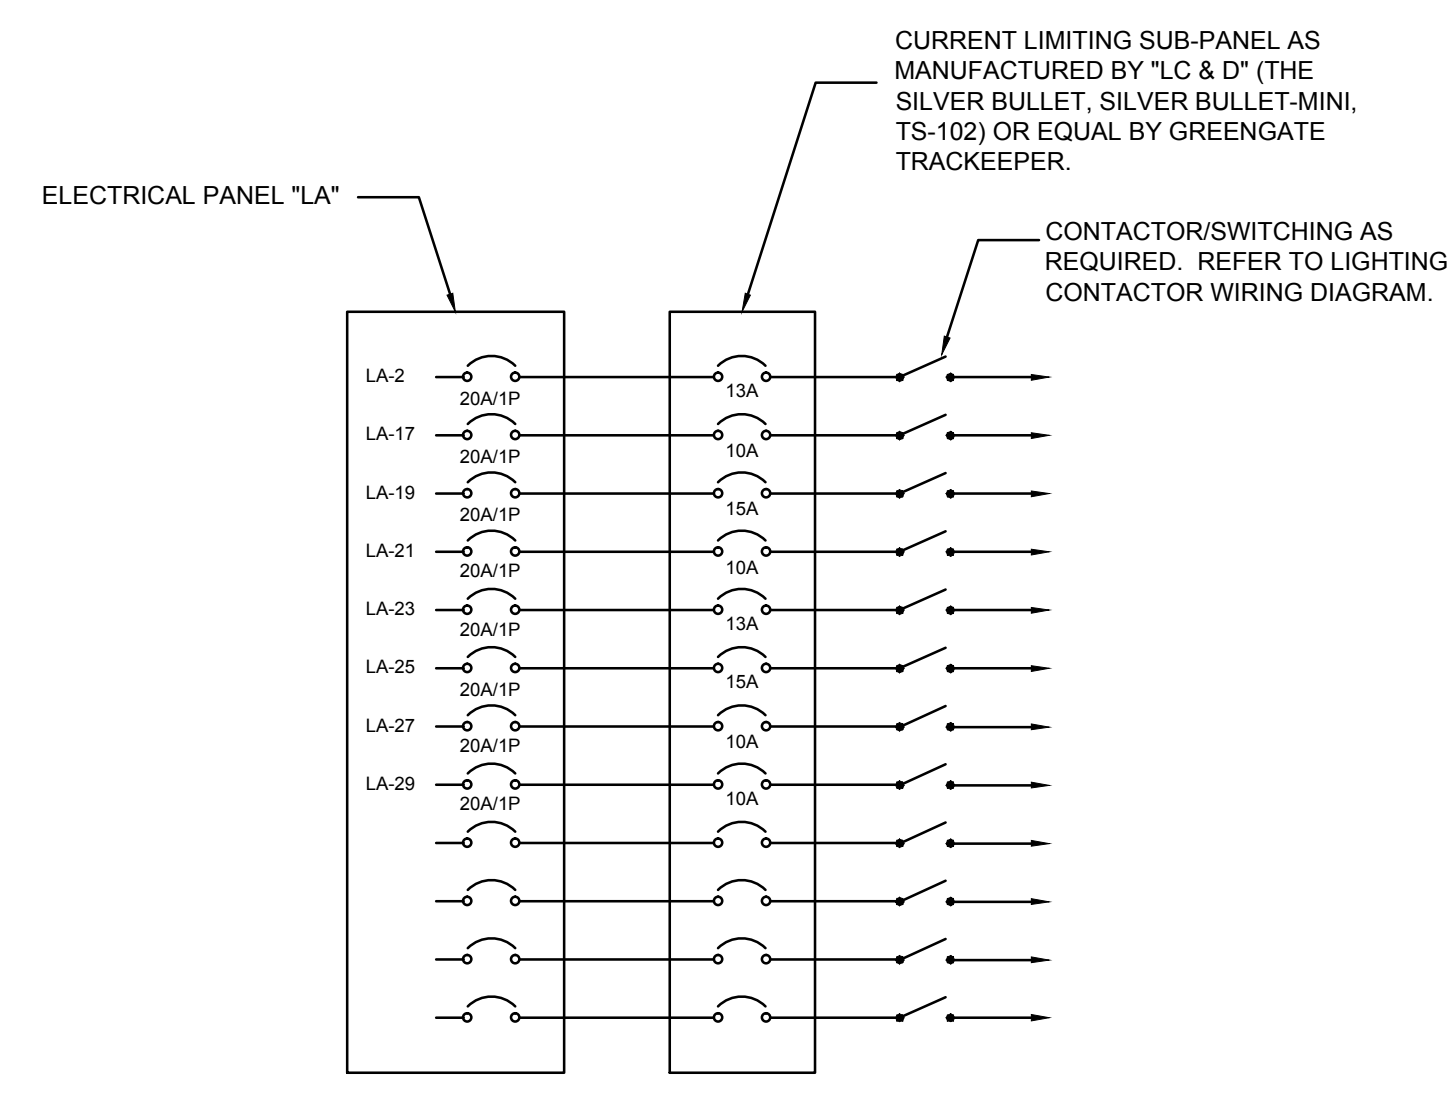 CURRENT LIMITING SUB-PANEL AS
MANUFACTURED BY "LC & D" (THE
SILVER BULLET, SILVER BULLET-MINI,
TS-102) OR EQUAL BY GREENGATE
TRACKEEPER.
ELECTRICAL PANEL "LA"
CONTACTOR/SWITCHING AS
REQUIRED. REFER TO LIGHTING
CONTACTOR WIRING DIAGRAM.
LA-2 20A/1P 13A
LA-17 20A/1P 10A
LA-19 20A/1P 15A
LA-21 20A/1P 10A
LA-23 20A/1P 13A
LA-25 20A/1P 15A
LA-27 20A/1P 10A
LA-29 20A/1P 10A